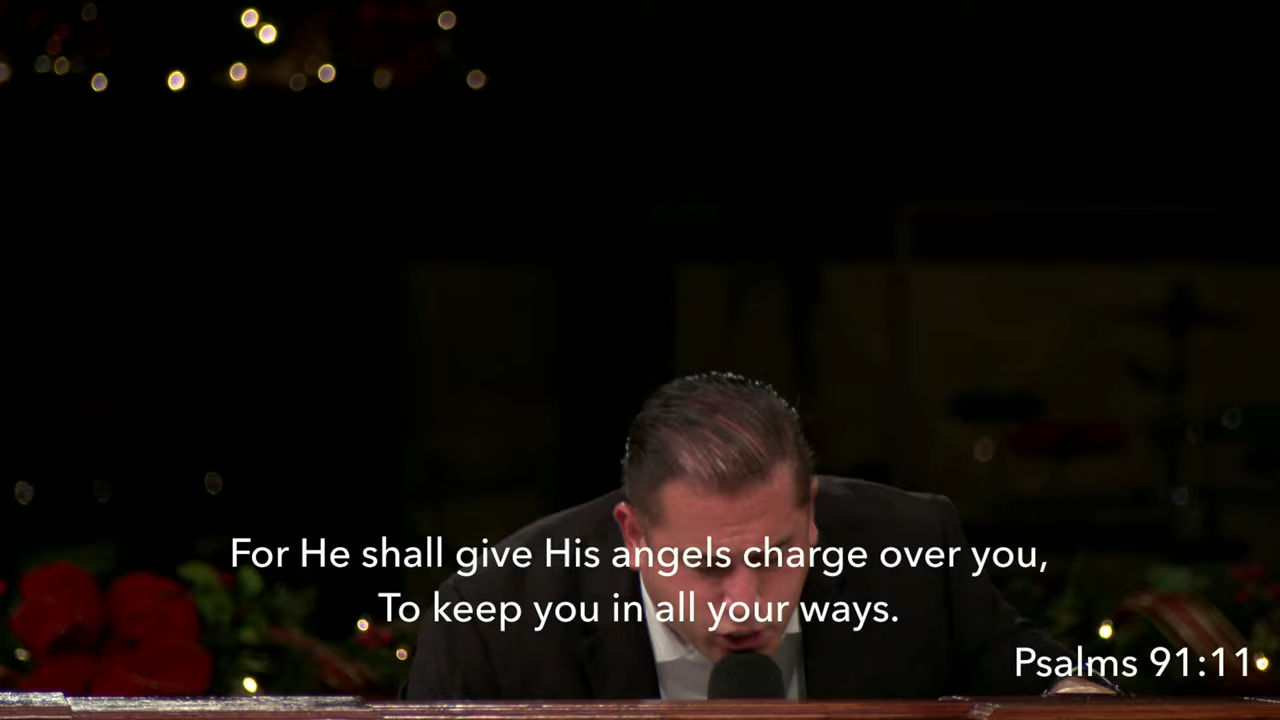 For He shall give His angels charge over you,
To keep you in all your ways.
Psalms 91:11